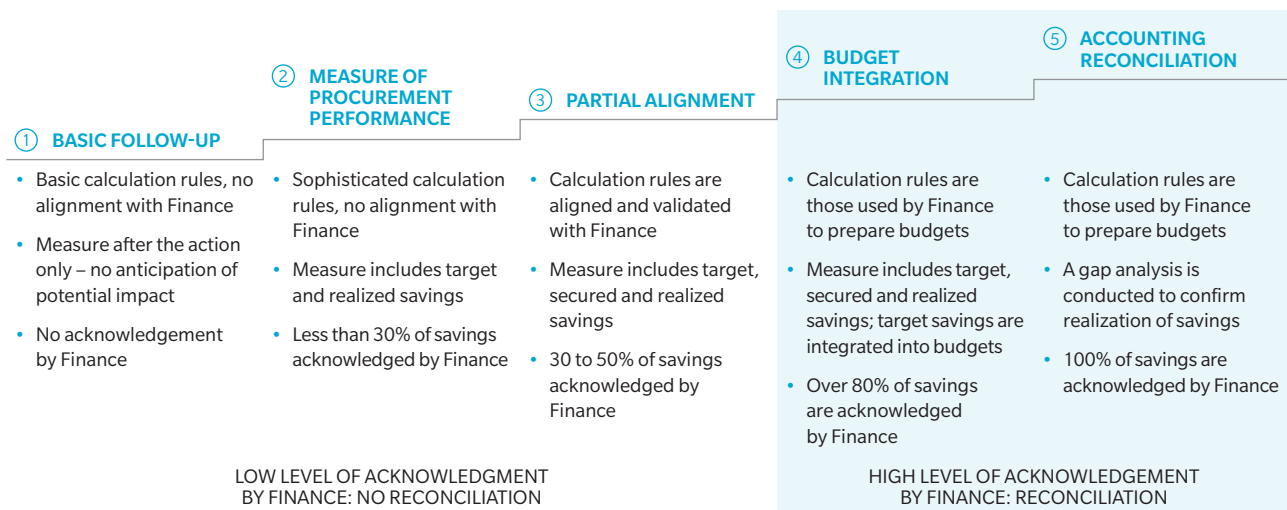 ① BASIC FOLLOW-UP
• Basic calculation rules, no
alignment with Finance
• Measure after the action
only – no anticipation of
potential impact
• No acknowledgement
by Finance
② MEASURE OF
PROCUREMENT
PERFORMANCE
• Sophisticated calculation
rules, no alignment with
Finance
• Measure includes target
and realized savings
• Less than 30% of savings
acknowledged by Finance
③ PARTIAL ALIGNMENT
• Calculation rules are
aligned and validated
with Finance
• Measure includes target,
secured and realized
savings
• 30 to 50% of savings
acknowledged by
Finance
LOW LEVEL OF ACKNOWLEDGMENT
BY FINANCE: NO RECONCILIATION
④ BUDGET
INTEGRATION
• Calculation rules are
those used by Finance
to prepare budgets
• Measure includes target,
secured and realized
savings; target savings are
integrated into budgets
• Over 80% of savings
are acknowledged
by Finance
⑤ ACCOUNTING
RECONCILIATION
• Calculation rules are
those used by Finance
to prepare budgets
• A gap analysis is
conducted to confirm
realization of savings
• 100% of savings are
acknowledged by Finance
HIGH LEVEL OF ACKNOWLEDGEMENT
BY FINANCE: RECONCILIATION